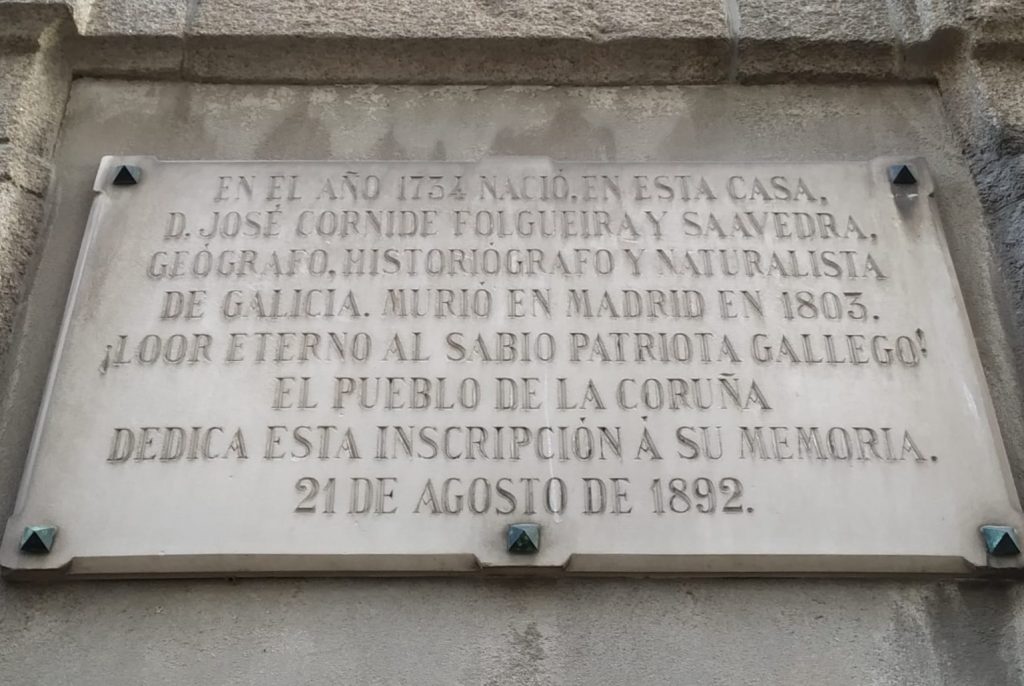 EN EL AÑO 1734 NACIÓ, EN ESTA CASA,
D. JOSÉ CORNIDE FOLGUEIRA Y SAAVEDRA,
GEÓGRAFO, HISTORIÓGRAFO Y NATURALISTA
DE GALICIA. MURIÓ EN MADRID EN 1803.
¡LOOR ETERNO AL SABIO PATRIOTA GALLEGO!
EL PUEBLO DE LA CORUÑA
DEDICA ESTA INSCRIPCIÓN Á SU MEMORIA.
21 DE AGOSTO DE 1892.